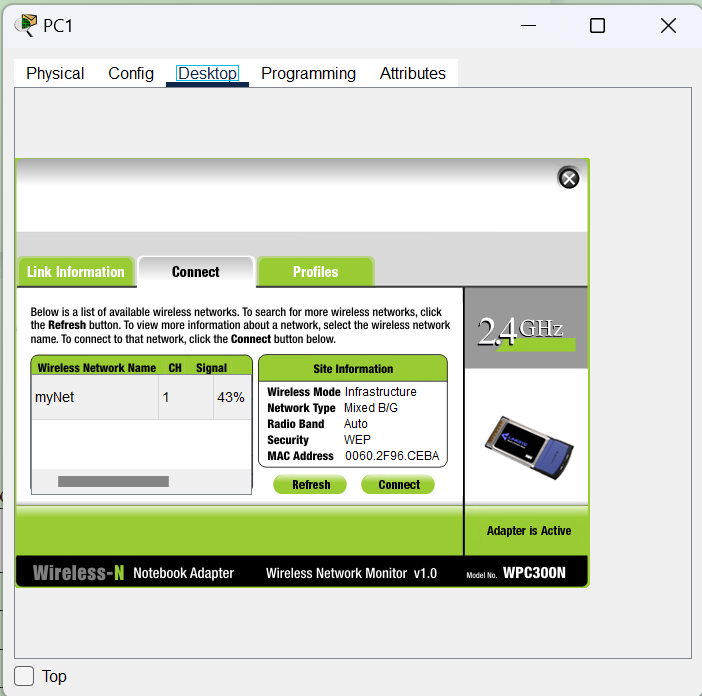 PC1
Physical Config Desktop Programming Attributes
Link Information Connect Profiles
Below is a list of available wireless networks. To search for more wireless networks, click
the Refresh button. To view more information about a network, select the wireless network
name. To connect to that network, click the Connect button below.
2.4GHz
Wireless Network Name CH Signal
myNet 1 43%
Site Information
Wireless Mode Infrastructure
Network Type Mixed B/G
Radio Band Auto
Security WEP
MAC Address 0060.2F96.CEBA
Refresh Connect
Adapter is Active
Wireless-N Notebook Adapter Wireless Network Monitor v1.0 Model No. WPC300N
Top